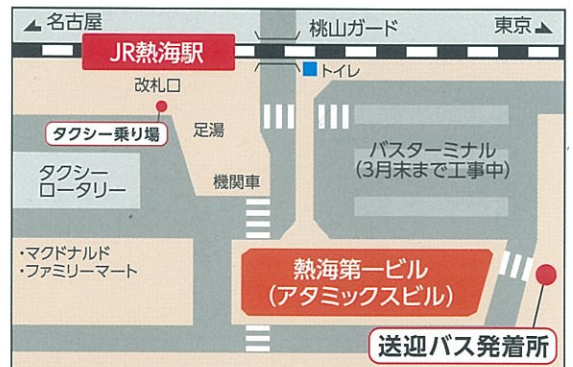 ▲名古屋
桃山ガード
東京▲
JR熱海駅
トイレ
改札口
タクシー乗り場
足湯
タクシー
ロータリー
機関車
バスターミナル
(3月末まで工事中)
・マクドナルド
・ファミリーマート
熱海第一ビル
(アタミックスビル)
送迎バス発着所